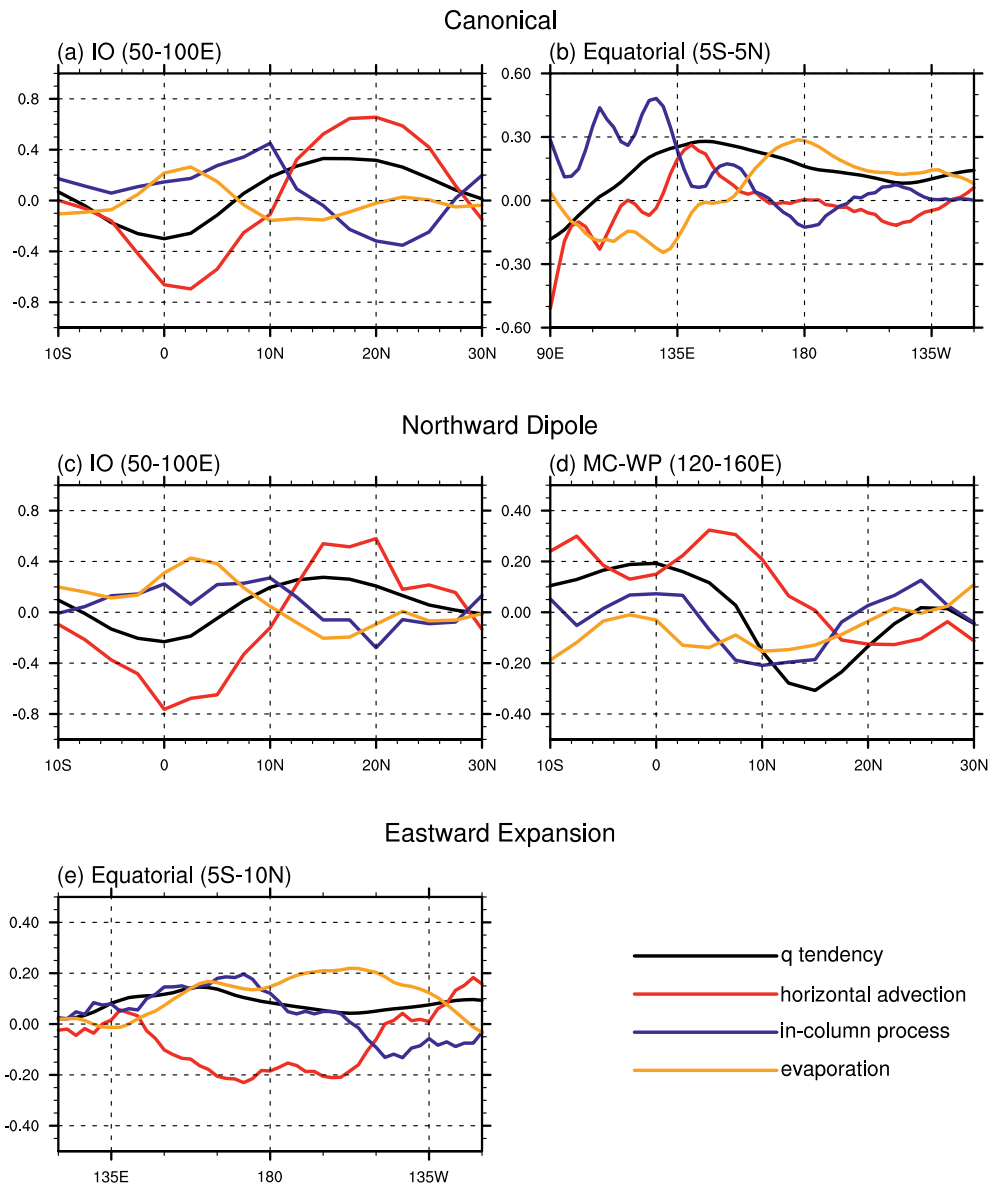 Canonical
(a) IO (50-100E)
(b) Equatorial (5S-5N)
0.8
0.4
0.0
-0.4
-0.8
10S 0 10N 20N 30N
0.60
0.30
0.00
-0.30
-0.60
90E 135E 180 135W
Northward Dipole
(c) IO (50-100E)
(d) MC-WP (120-160E)
0.8
0.4
0.0
-0.4
-0.8
10S 0 10N 20N 30N
0.40
0.20
0.00
-0.20
-0.40
10S 0 10N 20N 30N
Eastward Expansion
(e) Equatorial (5S-10N)
0.40
0.20
0.00
-0.20
-0.40
135E 180 135W
q tendency
horizontal advection
in-column process
evaporation